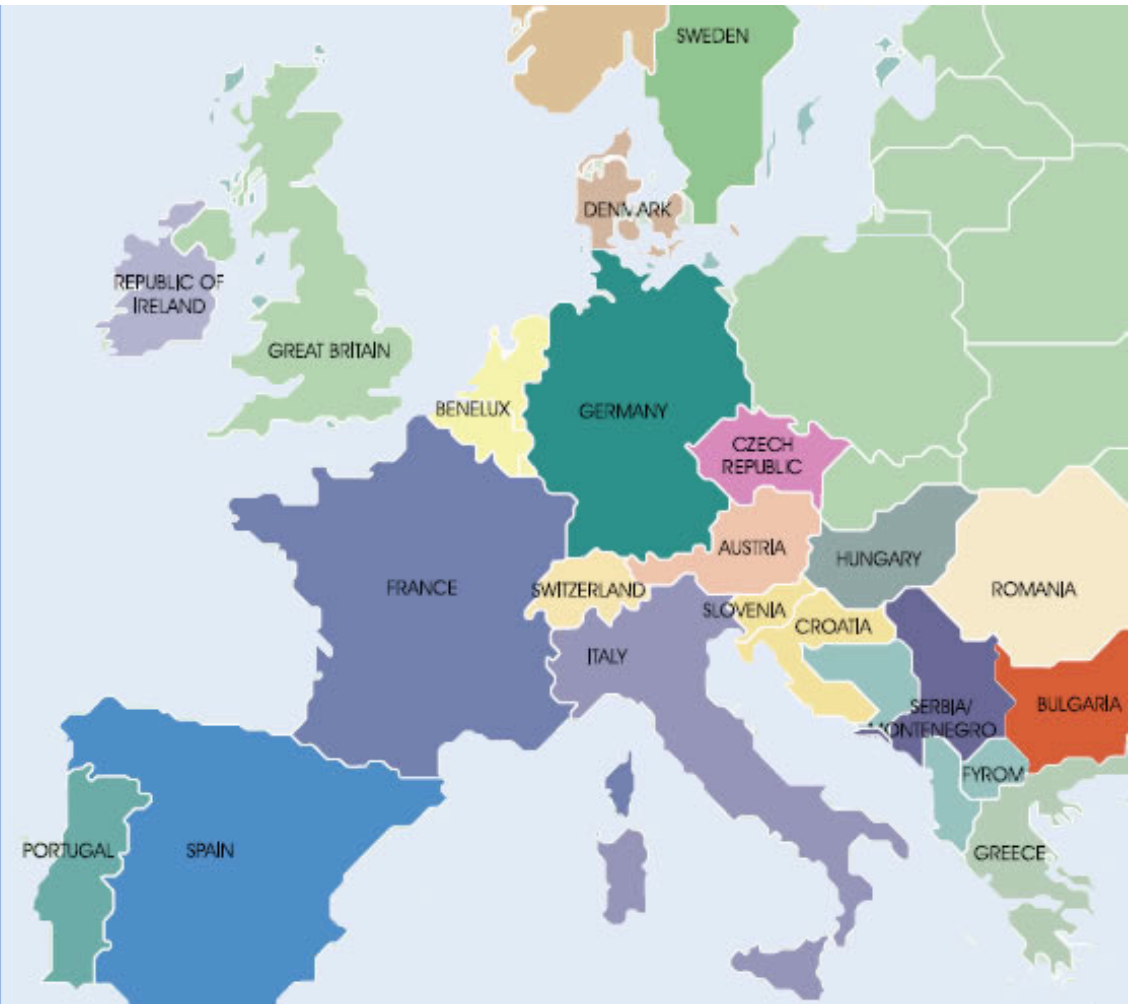 SWEDEN
DENMARK
REPUBLIC OF
IRELAND
GREAT BRITAIN
BENELUX
GERMANY
CZECH
REPUBLIC
AUSTRIA
HUNGARY
FRANCE
SWITZERLAND
ROMANIA
SLOVENIA
CROATIA
ITALY
SERBIA/
MONTENEGRO
BULGARIA
FYROM
PORTUGAL
SPAIN
GREECE